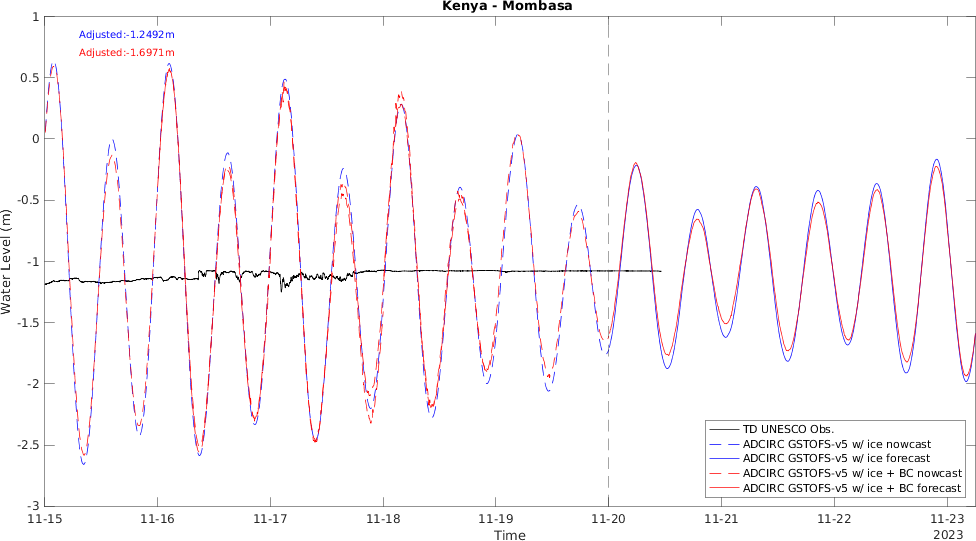 Kenya - Mombasa
Adjusted:-1.2492m
Adjusted:-1.6971m
1
0.5
0
-0.5
-1
-1.5
-2
-2.5
-3
Water Level (m)
11-15 11-16 11-17 11-18 11-19 11-20 11-21 11-22 11-23
2023
Time
TD UNESCO Obs.
ADCIRC GSTOFS-v5 w/ ice nowcast
ADCIRC GSTOFS-v5 w/ ice forecast
ADCIRC GSTOFS-v5 w/ ice + BC nowcast
ADCIRC GSTOFS-v5 w/ ice + BC forecast